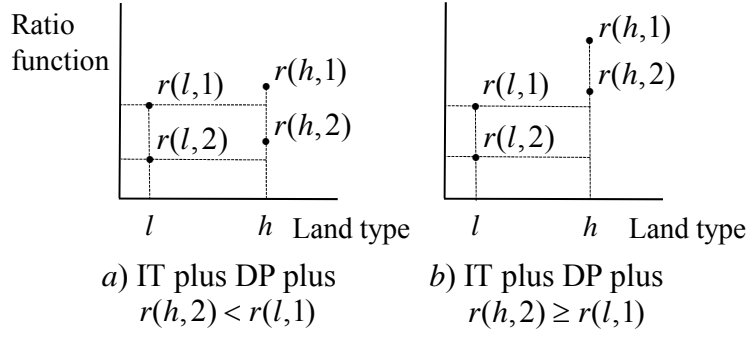 Ratio
function
r(h,1)
r(l,1)
r(h,2)
r(l,2)
l
h
Land type
a) IT plus DP plus
r(h,2) < r(l,1)
r(h,1)
r(h,2)
r(l,1)
r(l,2)
l
h
Land type
b) IT plus DP plus
r(h,2) ≥ r(l,1)